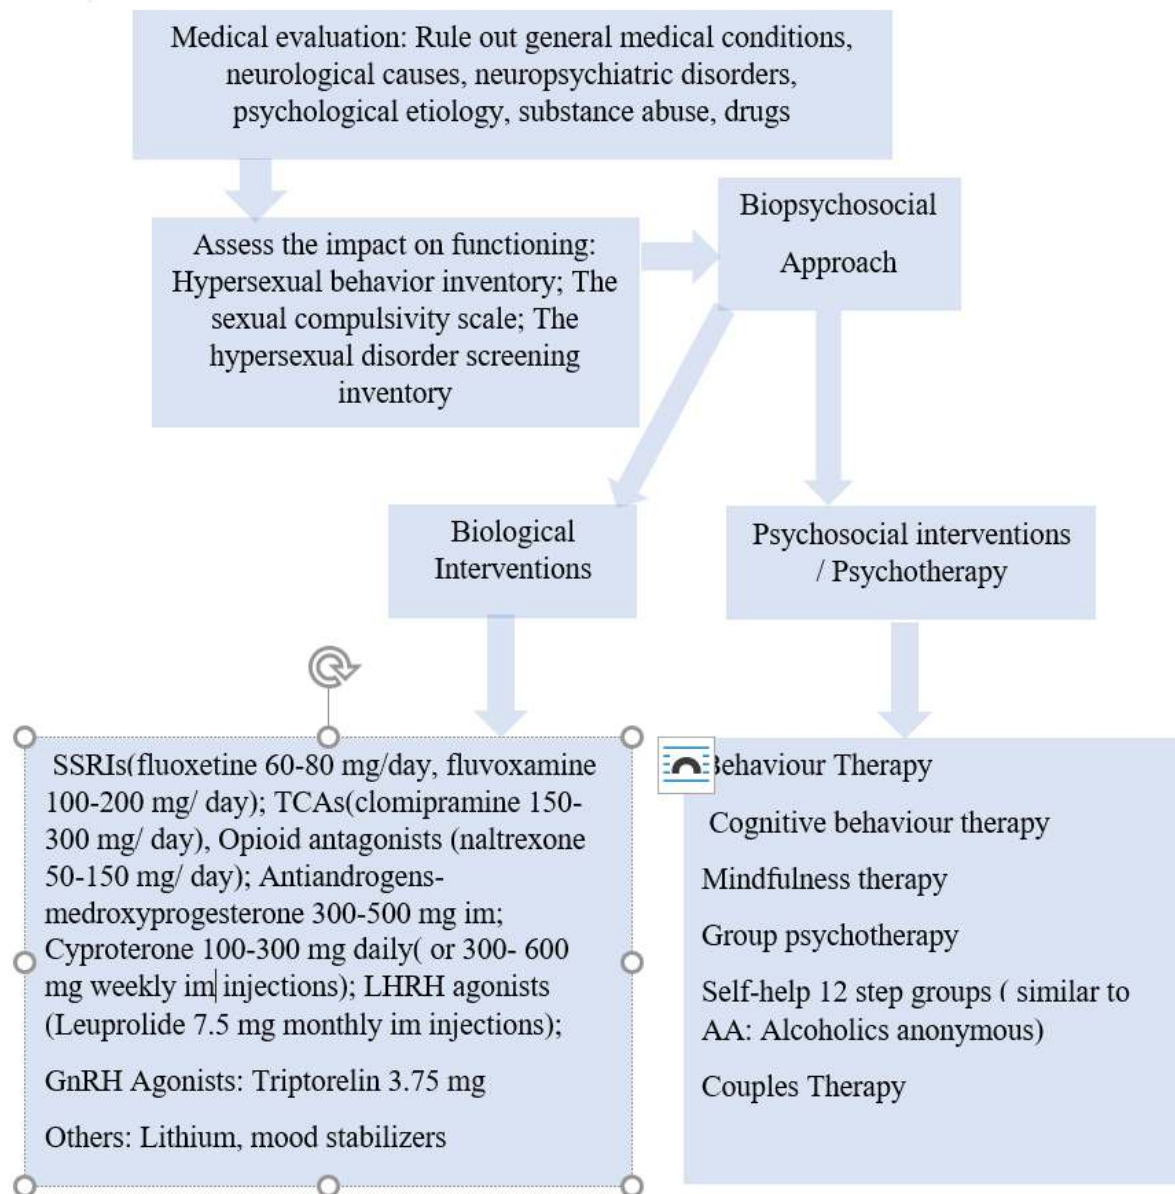 Medical evaluation: Rule out general medical conditions,
neurological causes, neuropsychiatric disorders,
psychological etiology, substance abuse, drugs
Biopsychosocial
Approach
Assess the impact on functioning:
Hypersexual behavior inventory; The
sexual compulsivity scale; The
hypersexual disorder screening
inventory
Biological
Interventions
Psychosocial interventions
/ Psychotherapy
SSRIs(fluoxetine 60-80 mg/day, fluvoxamine
100-200 mg/ day); TCAs(clomipramine 150-
300 mg/ day), Opioid antagonists (naltrexone
50-150 mg/ day); Antiandrogens-
medroxyprogesterone 300-500 mg im;
Cyproterone 100-300 mg daily( or 300- 600
mg weekly im injections); LHRH agonists
(Leuprolide 7.5 mg monthly im injections);
GnRH Agonists: Triptorelin 3.75 mg
Others: Lithium, mood stabilizers
Behaviour Therapy
Cognitive behaviour therapy
Mindfulness therapy
Group psychotherapy
Self-help 12 step groups ( similar to
AA: Alcoholics anonymous)
Couples Therapy